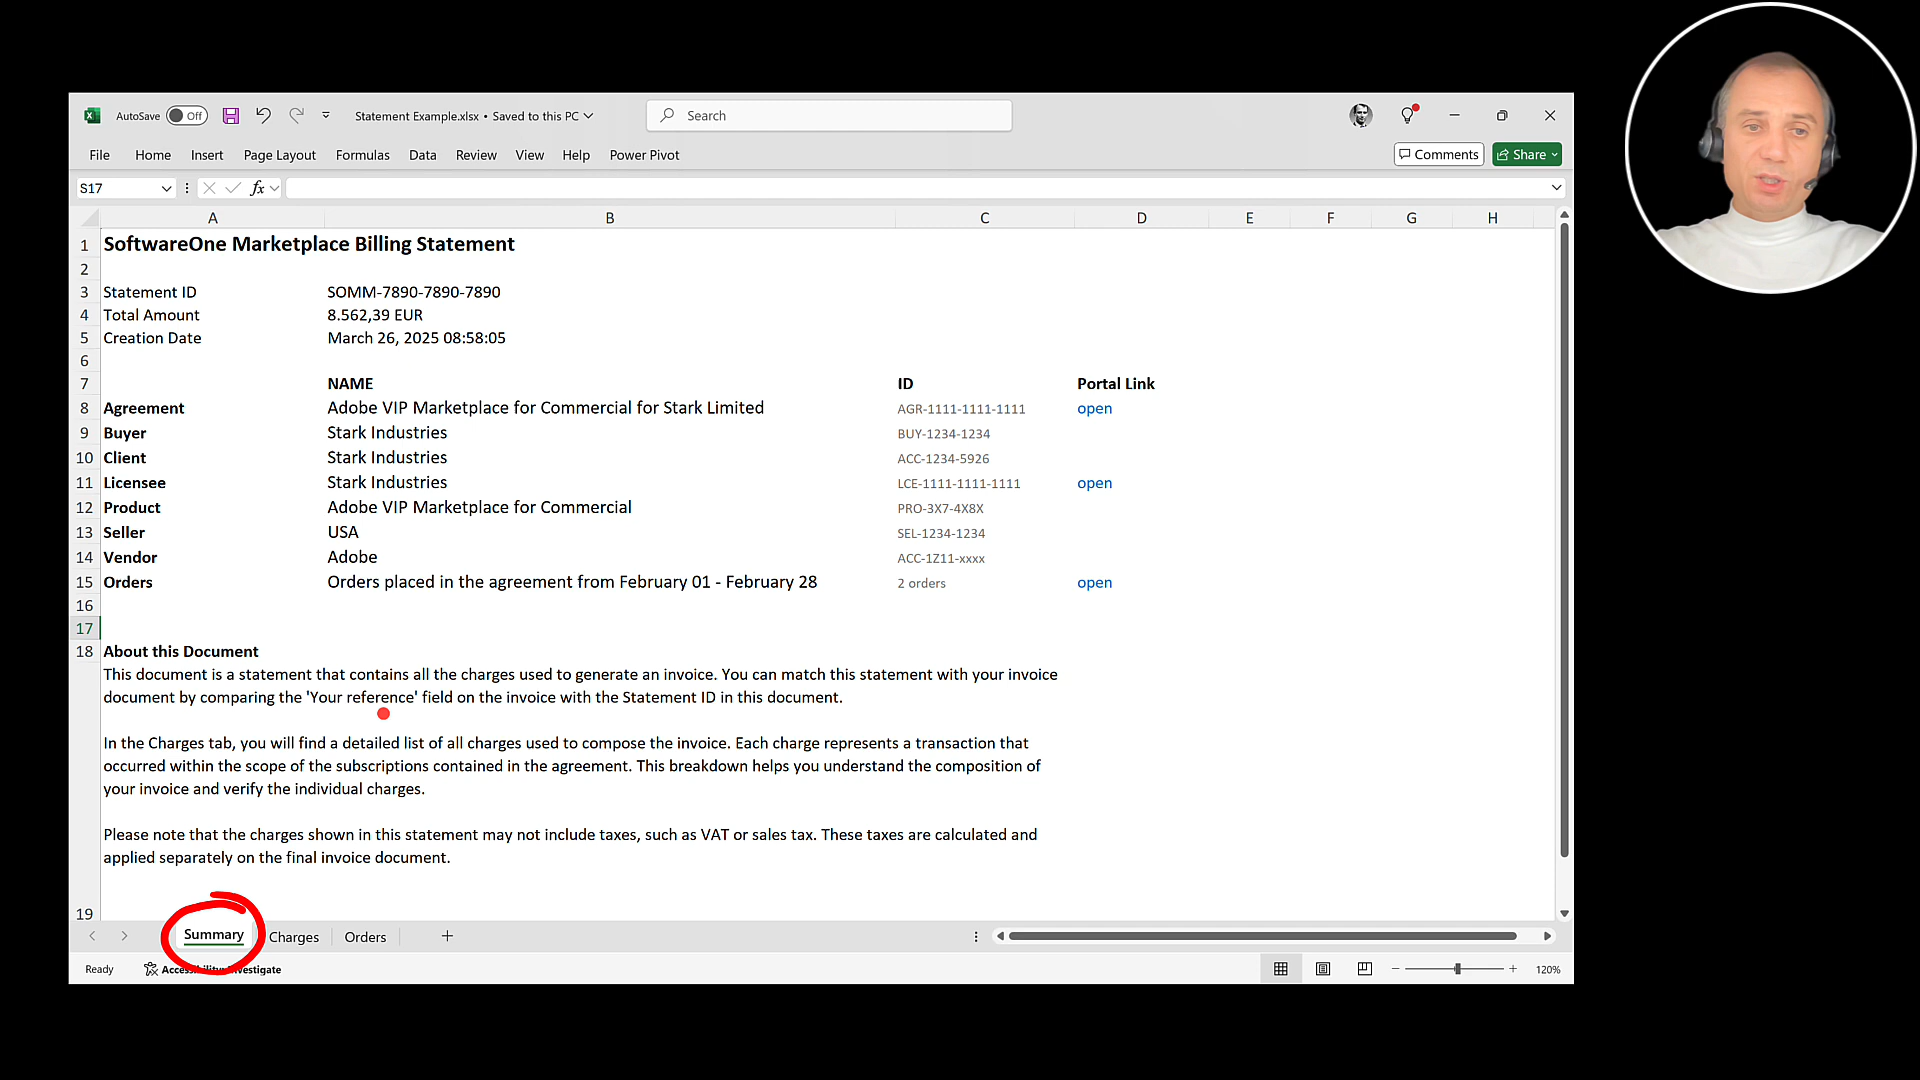 AutoSave Off Statement Example.xlsx • Saved to this PC Search
File Home Insert Page Layout Formulas Data Review View Help Power Pivot Comments Share
S17 fx
A B C D E F G H
1 SoftwareOne Marketplace Billing Statement
2
3 Statement ID SOMM-7890-7890-7890
4 Total Amount 8.562,39 EUR
5 Creation Date March 26, 2025 08:58:05
6
7 NAME ID Portal Link
8 Agreement Adobe VIP Marketplace for Commercial for Stark Limited AGR-1111-1111-1111 open
9 Buyer Stark Industries BUY-1234-1234
10 Client Stark Industries ACC-1234-5926
11 Licensee Stark Industries LCE-1111-1111-1111 open
12 Product Adobe VIP Marketplace for Commercial PRO-3X7-4X8X
13 Seller USA SEL-1234-1234
14 Vendor Adobe ACC-1Z11-xxxx
15 Orders Orders placed in the agreement from February 01 - February 28 2 orders open
16
17
18 About this Document
This document is a statement that contains all the charges used to generate an invoice. You can match this statement with your invoice
document by comparing the 'Your reference' field on the invoice with the Statement ID in this document.
In the Charges tab, you will find a detailed list of all charges used to compose the invoice. Each charge represents a transaction that
occurred within the scope of the subscriptions contained in the agreement. This breakdown helps you understand the composition of
your invoice and verify the individual charges.
Please note that the charges shown in this statement may not include taxes, such as VAT or sales tax. These taxes are calculated and
applied separately on the final invoice document.
19
Summary Charges Orders
Ready Accessibility: Investigate 120%